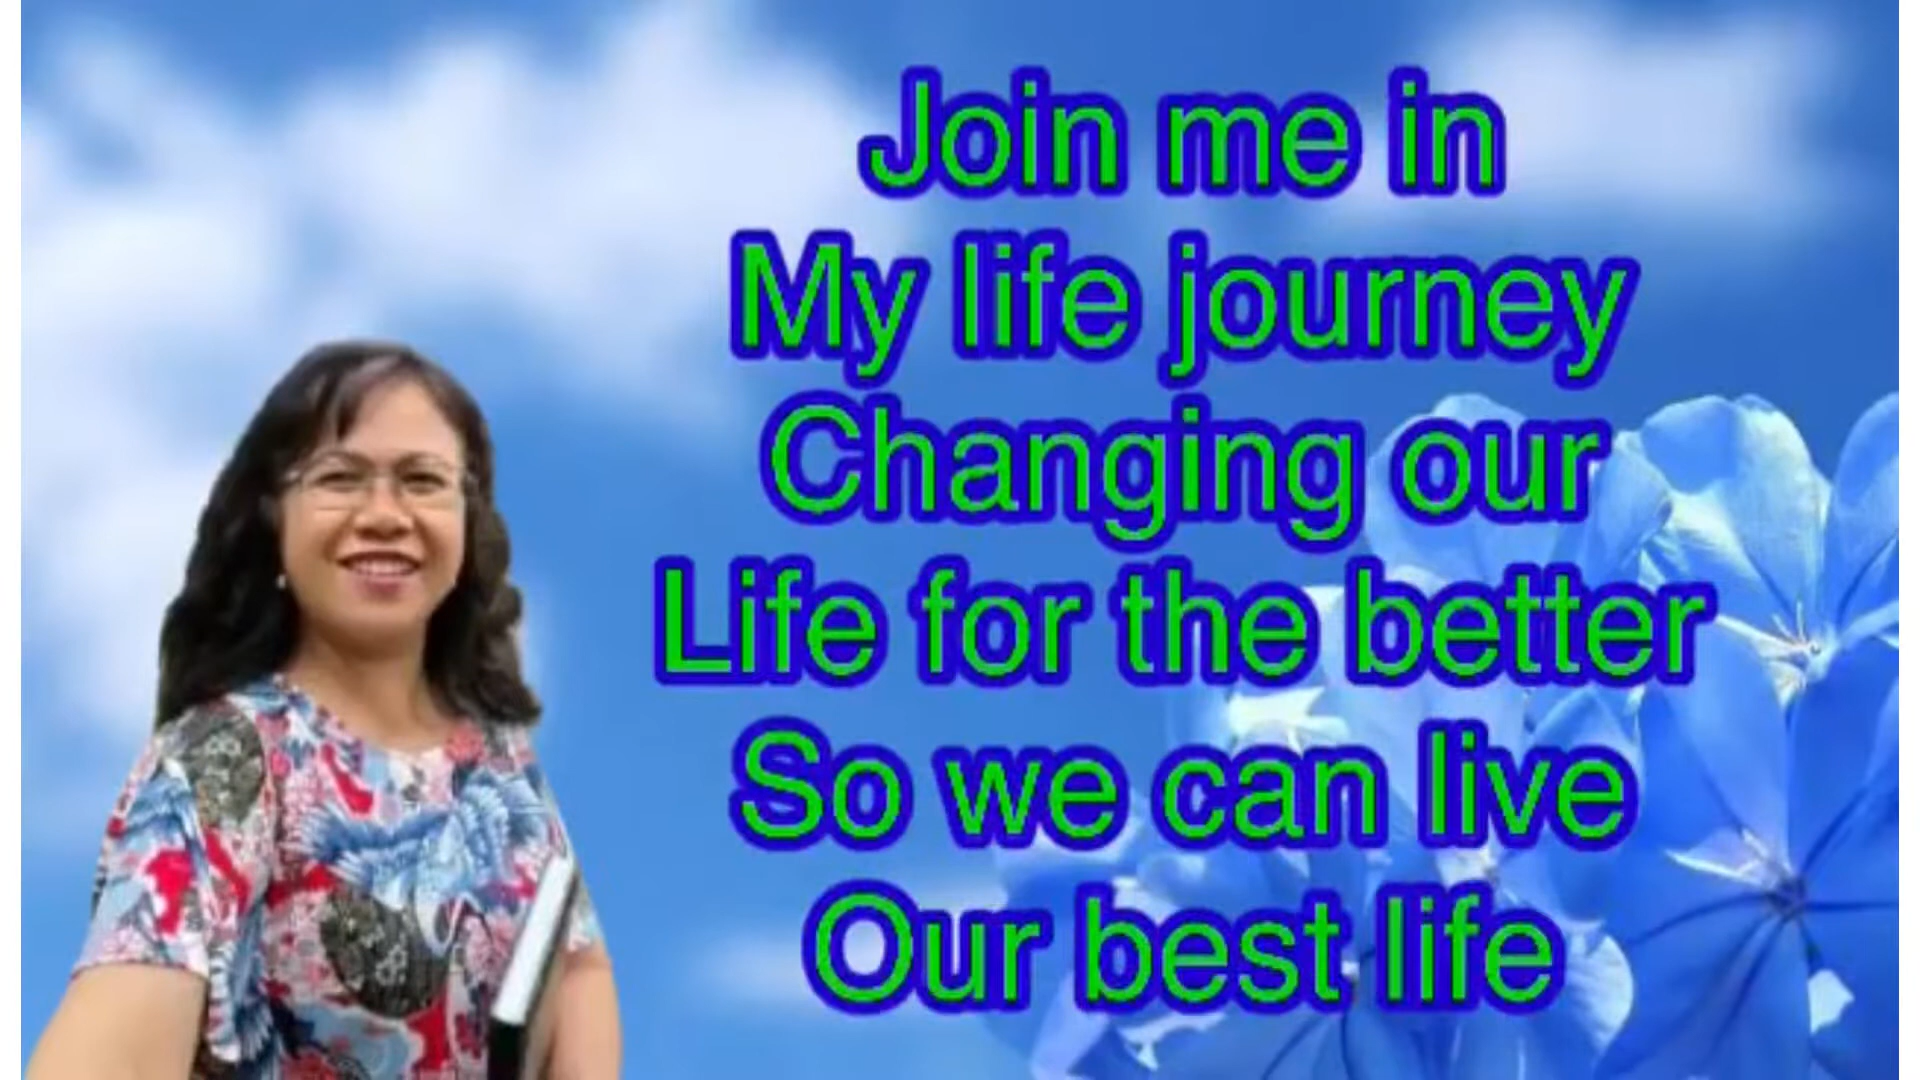 Join me in
My life journey
Changing our
Life for the better
So we can live
Our best life